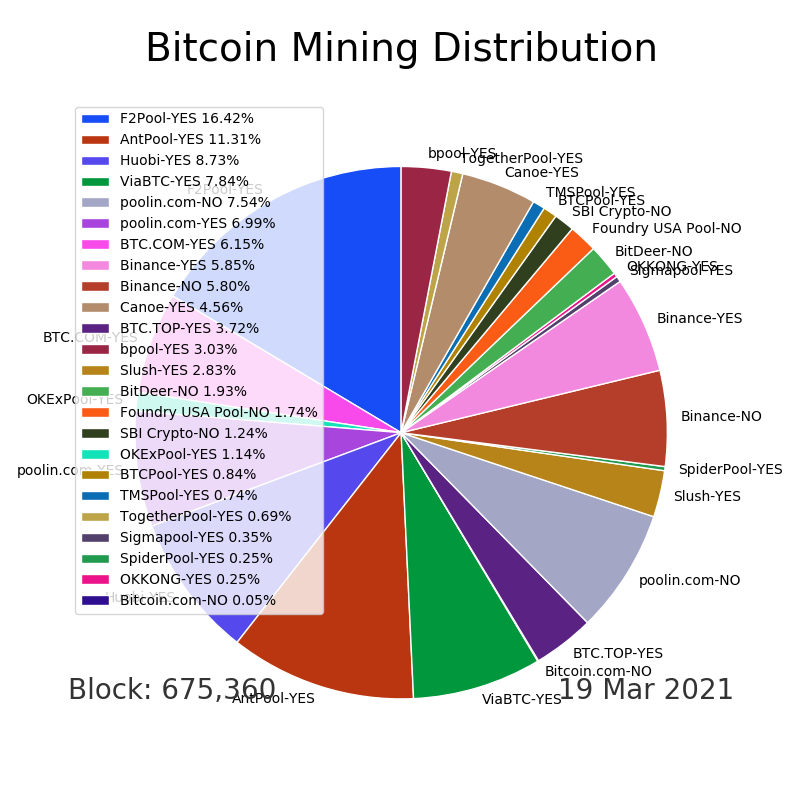 Bitcoin Mining Distribution
F2Pool-YES 16.42%
AntPool-YES 11.31%
Huobi-YES 8.73%
ViaBTC-YES 7.84%
poolin.com-NO 7.54%
poolin.com-YES 6.99%
BTC.COM-YES 6.15%
Binance-YES 5.85%
Binance-NO 5.80%
Canoe-YES 4.56%
BTC.TOP-YES 3.72%
bpool-YES 3.03%
Slush-YES 2.83%
BitDeer-NO 1.93%
Foundry USA Pool-NO 1.74%
SBI Crypto-NO 1.24%
OKExPool-YES 1.14%
BTCPool-YES 0.84%
TMSPool-YES 0.74%
TogetherPool-YES 0.69%
Sigmapool-YES 0.35%
SpiderPool-YES 0.25%
OKKONG-YES 0.25%
Bitcoin.com-NO 0.05%
F2Pool-YES
BTC.COM-YES
OKExPool-YES
poolin.com-YES
Huobi-YES
AntPool-YES
ViaBTC-YES
Bitcoin.com-NO
BTC.TOP-YES
poolin.com-NO
Slush-YES
SpiderPool-YES
Binance-NO
Binance-YES
Sigmapool-YES
OKKONG-YES
BitDeer-NO
Foundry USA Pool-NO
SBI Crypto-NO
BTCPool-YES
TMSPool-YES
Canoe-YES
TogetherPool-YES
bpool-YES
Block: 675,360
19 Mar 2021